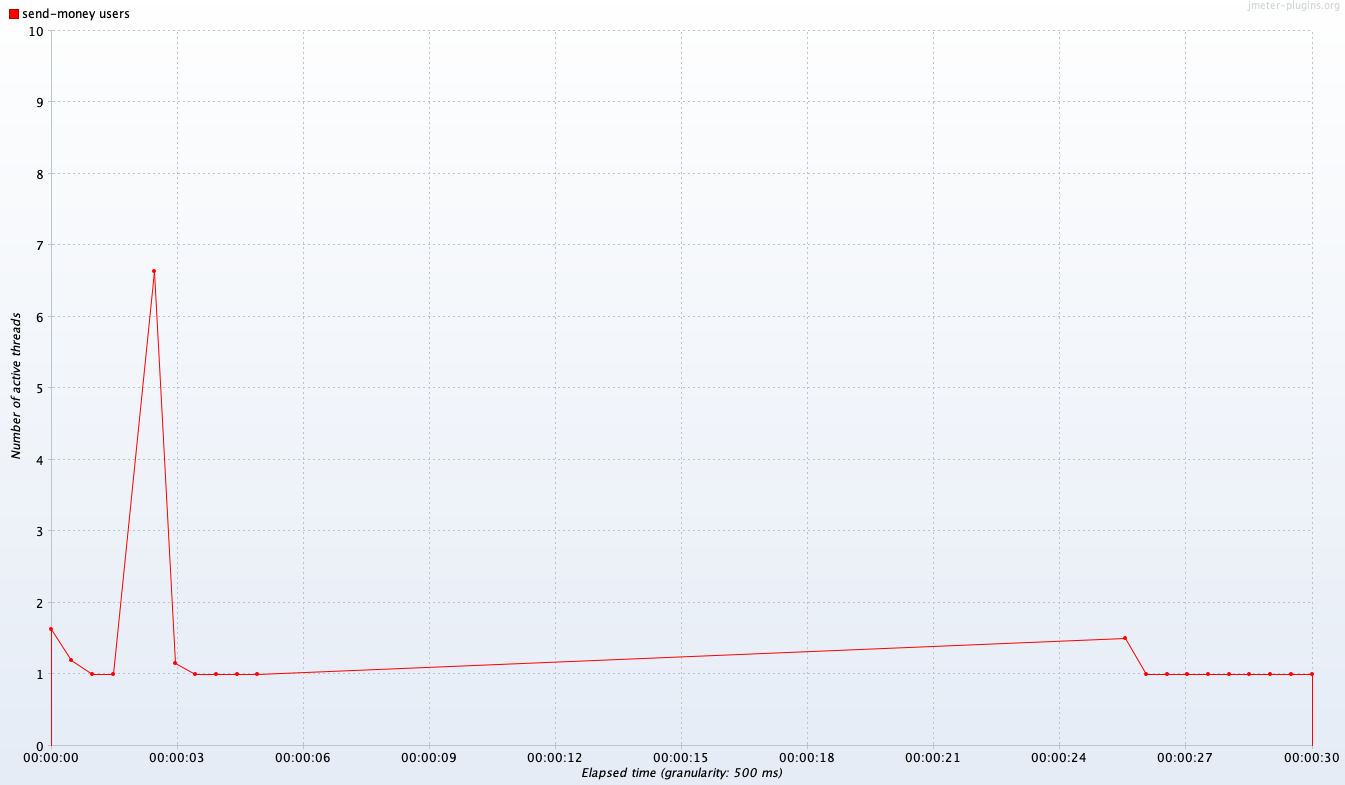 send-money users
jmeter-plugins.org
10
9
8
7
6
5
4
3
2
1
0
Number of active threads
00:00:00 00:00:03 00:00:06 00:00:09 00:00:12 00:00:15 00:00:18 00:00:21 00:00:24 00:00:27 00:00:30
Elapsed time (granularity: 500 ms)